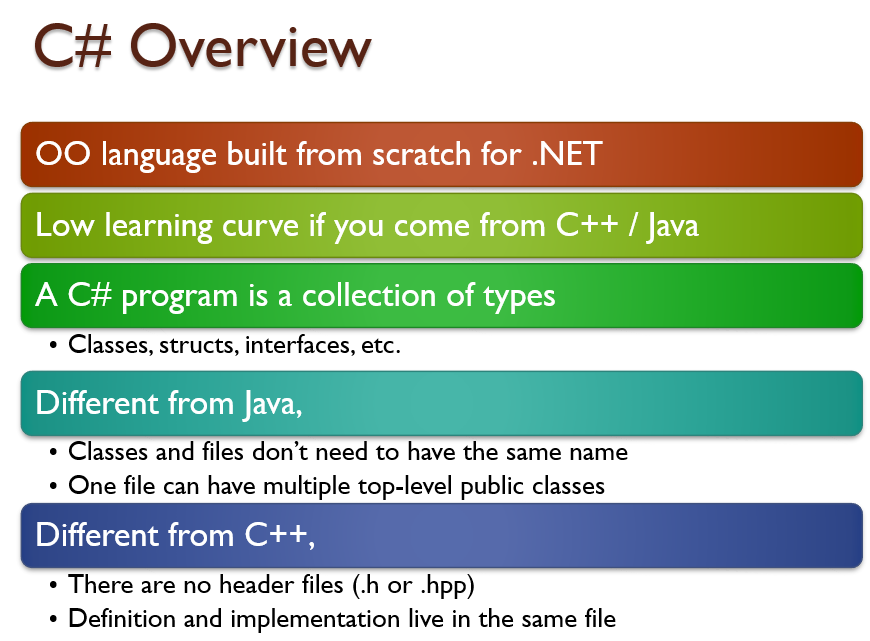 C# Overview
OO language built from scratch for .NET
Low learning curve if you come from C++ / Java
A C# program is a collection of types
• Classes, structs, interfaces, etc.
Different from Java,
• Classes and files don’t need to have the same name
• One file can have multiple top-level public classes
Different from C++,
• There are no header files (.h or .hpp)
• Definition and implementation live in the same file